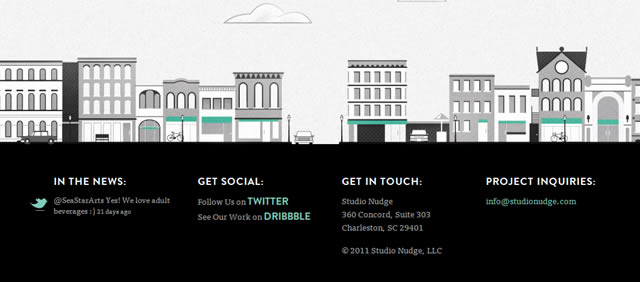 IN THE NEWS:
@SeaStarArts Yes! We love adult
beverages :) 21 days ago
GET SOCIAL:
Follow Us on TWITTER
See Our Work on DRIBBBLE
GET IN TOUCH:
Studio Nudge
360 Concord, Suite 303
Charleston, SC 29401
© 2011 Studio Nudge, LLC
PROJECT INQUIRIES:
info@studionudge.com